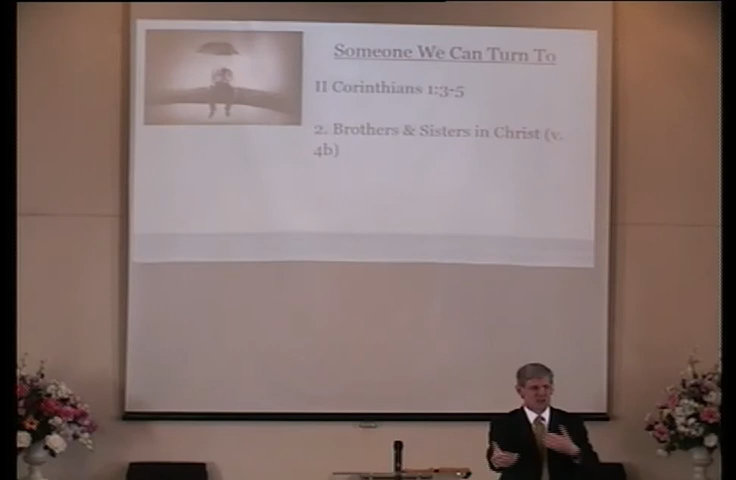 Someone We Can Turn To
II Corinthians 1:3-5
2. Brothers & Sisters in Christ (v.
4b)